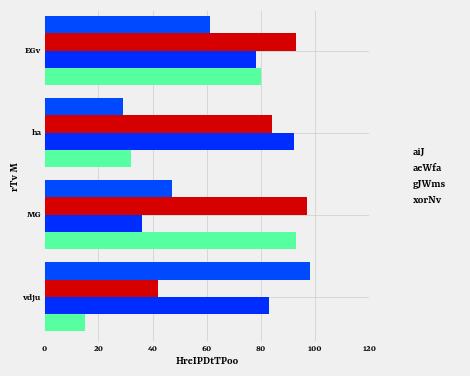 EGv
ha
MG
vdju
rTv M
0 20 40 60 80 100 120
HrcIPDtTPoo
aiJ
acWfa
gJWms
xorNv